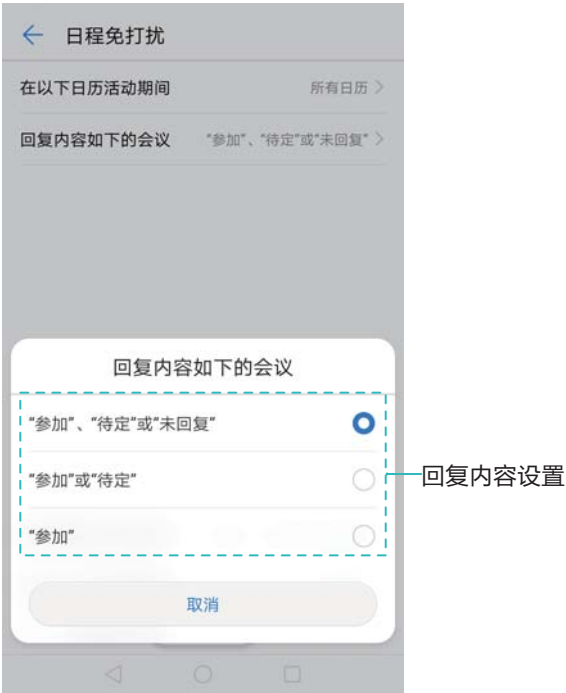 日程免打扰
在以下日历活动期间 所有日历
回复内容如下的会议 "参加"、"待定"或"未回复"
回复内容如下的会议
"参加"、"待定"或"未回复"
"参加"或"待定"
回复内容设置
"参加"
取消